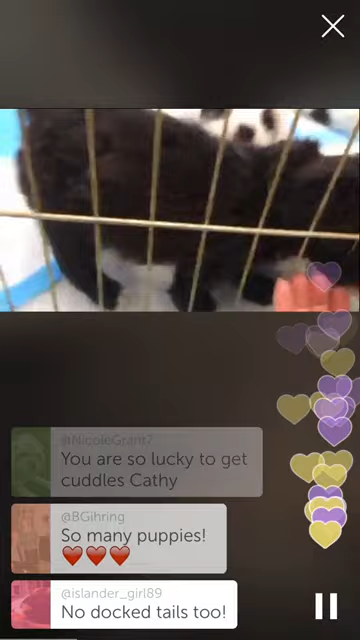 @NicoleGrant7
You are so lucky to get
cuddles Cathy
@BGihring
So many puppies!
❤️❤️❤️
@islander_girl89
No docked tails too!